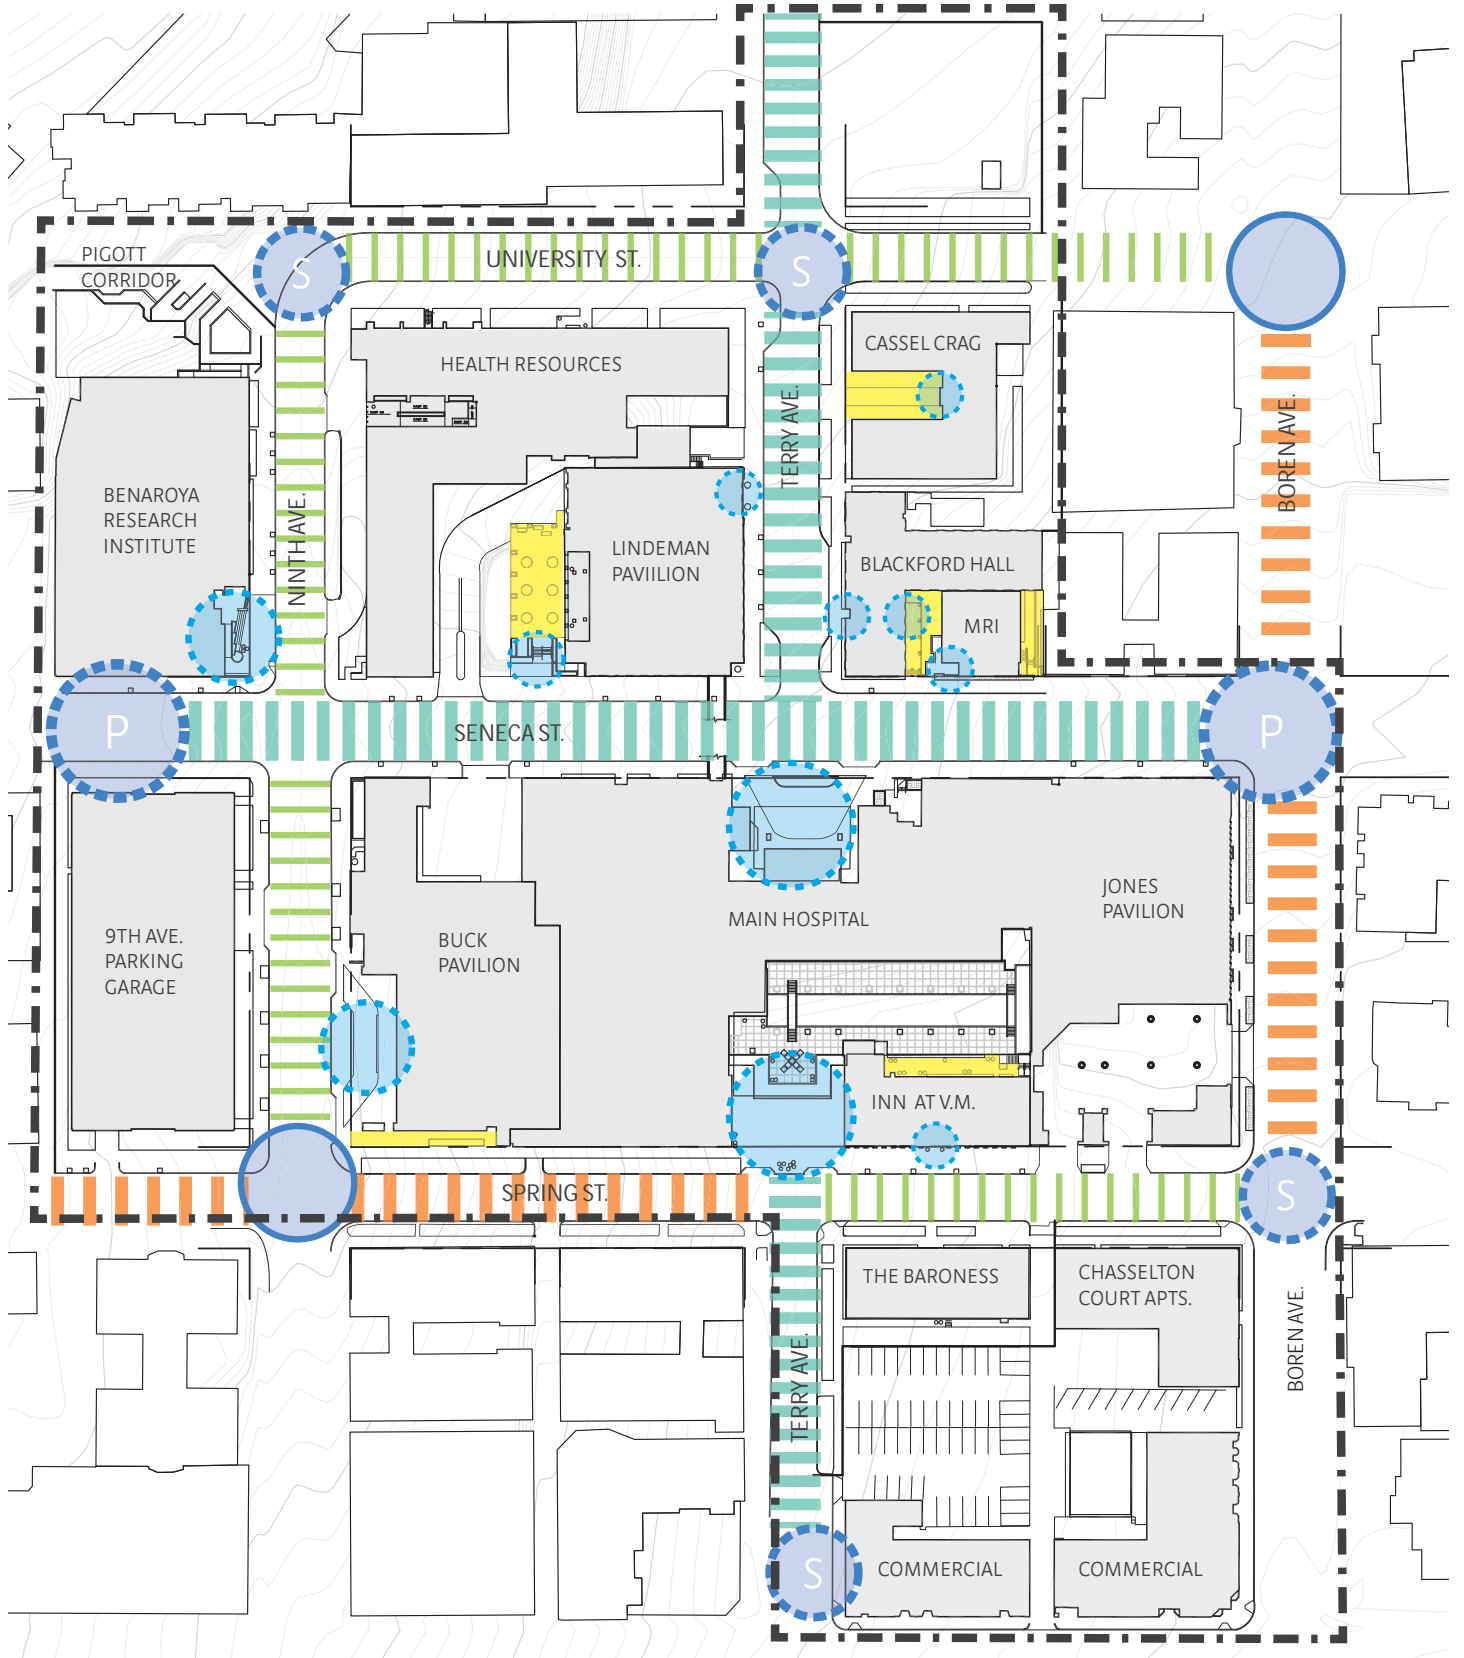 PIGOTT
CORRIDOR
S
UNIVERSITY ST.
S
HEALTH RESOURCES
CASSEL CRAG
TERRY AVE.
BOREN AVE.
BENAROYA
RESEARCH
INSTITUTE
NINTH AVE.
LINDEMAN
PAVIILION
BLACKFORD HALL
MRI
P
SENECA ST.
P
JONES
PAVILION
MAIN HOSPITAL
9TH AVE.
PARKING
GARAGE
BUCK
PAVILION
INN AT V.M.
SPRING ST.
S
THE BARONESS
CHASSELTON
COURT APTS.
TERRY AVE.
BOREN AVE.
S
COMMERCIAL
COMMERCIAL